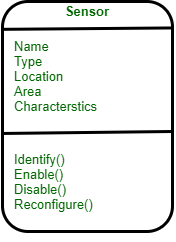 Sensor
Name
Type
Location
Area
Characterstics
Identify()
Enable()
Disable()
Reconfigure()